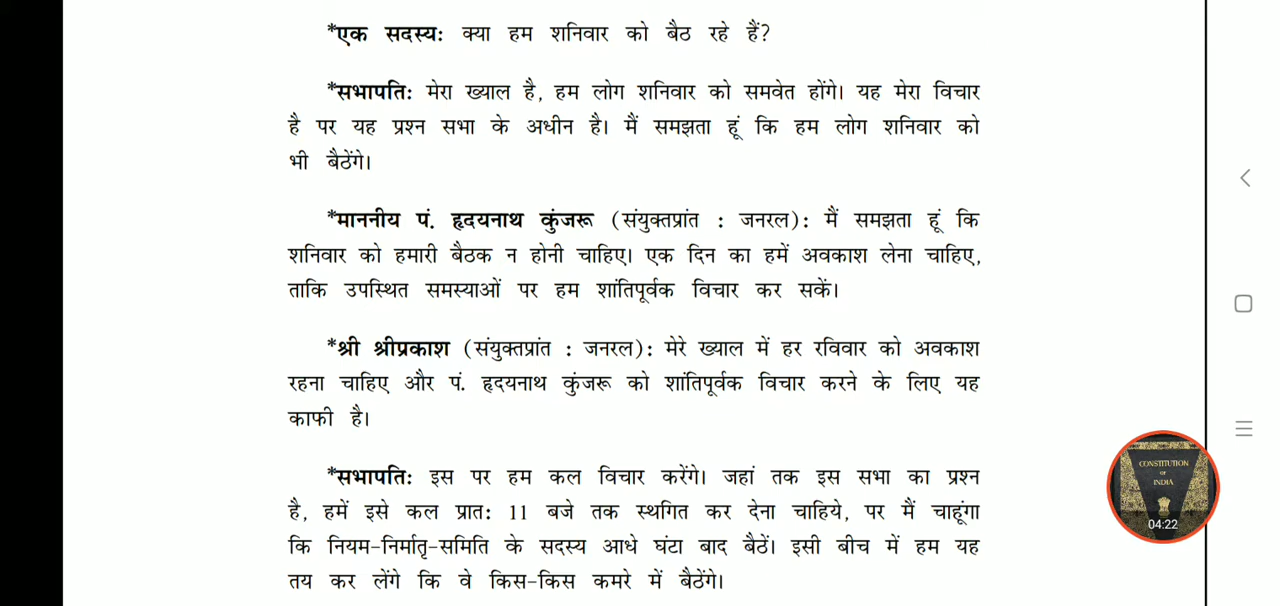 *एक सदस्य: क्या हम शनिवार को बैठ रहे हैं?
*सभापति: मेरा ख्याल है, हम लोग शनिवार को समवेत होंगे। यह मेरा विचार
है पर यह प्रश्न सभा के अधीन है। मैं समझता हूं कि हम लोग शनिवार को
भी बैठेंगे।
*माननीय पं. हृदयनाथ कुंजरू (संयुक्तप्रांत : जनरल): मैं समझता हूं कि
शनिवार को हमारी बैठक न होनी चाहिए। एक दिन का हमें अवकाश लेना चाहिए,
ताकि उपस्थित समस्याओं पर हम शांतिपूर्वक विचार कर सकें।
*श्री श्रीप्रकाश (संयुक्तप्रांत : जनरल): मेरे ख्याल में हर रविवार को अवकाश
रहना चाहिए और पं. हृदयनाथ कुंजरू को शांतिपूर्वक विचार करने के लिए यह
काफी है।
*सभापति: इस पर हम कल विचार करेंगे। जहां तक इस सभा का प्रश्न
है, हमें इसे कल प्रात: 11 बजे तक स्थगित कर देना चाहिये, पर मैं चाहूंगा
कि नियम-निर्मातृ-समिति के सदस्य आधे घंटा बाद बैठें। इसी बीच में हम यह
तय कर लेंगे कि वे किस-किस कमरे में बैठेंगे।
CONSTITUTION
OF
INDIA
04:22